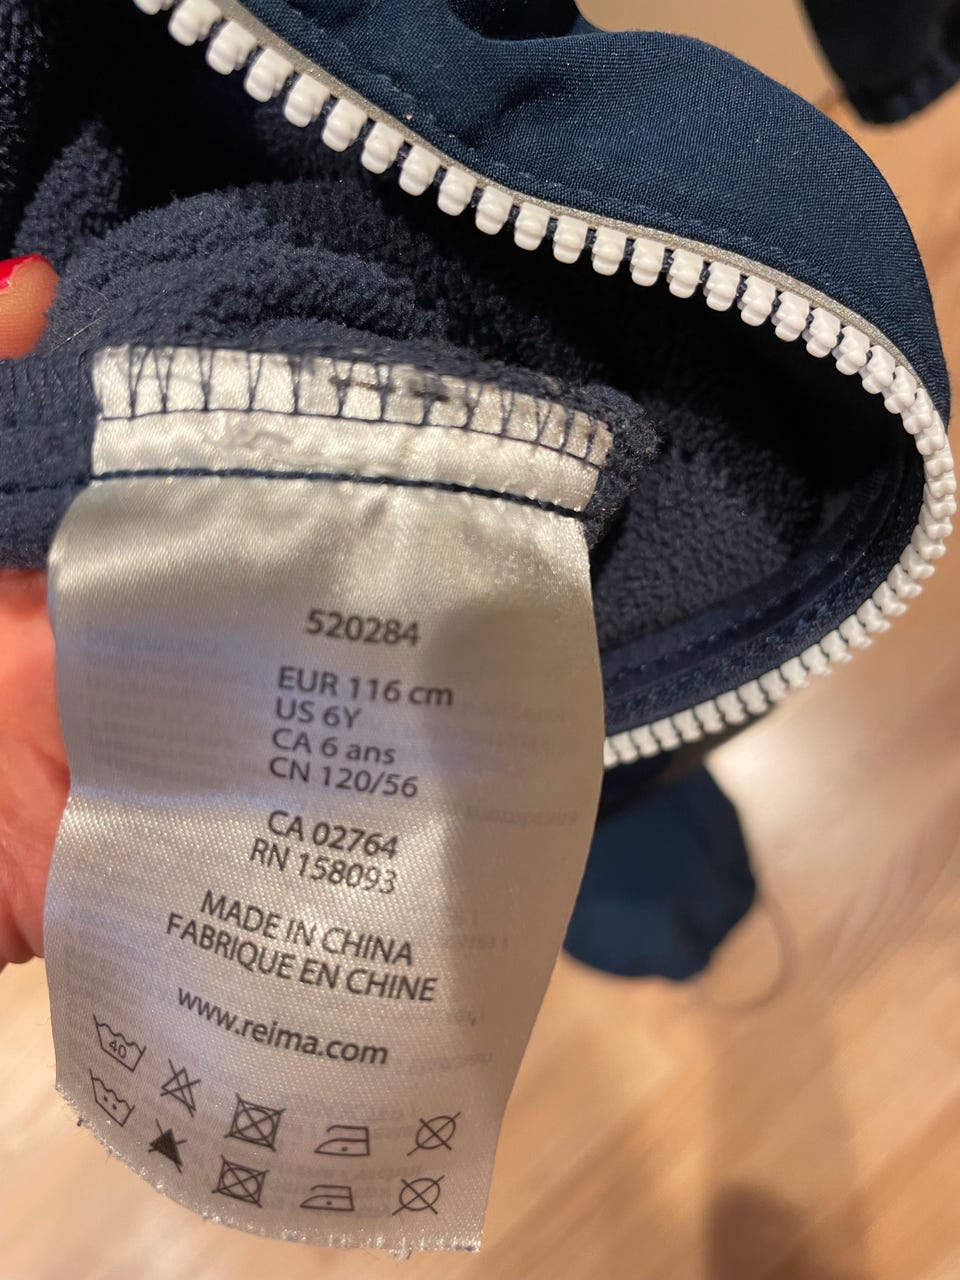 520284
EUR 116 cm
US 6Y
CA 6 ans
CN 120/56
CA 02764
RN 158093
MADE IN CHINA
FABRIQUE EN CHINE
www.reima.com
40